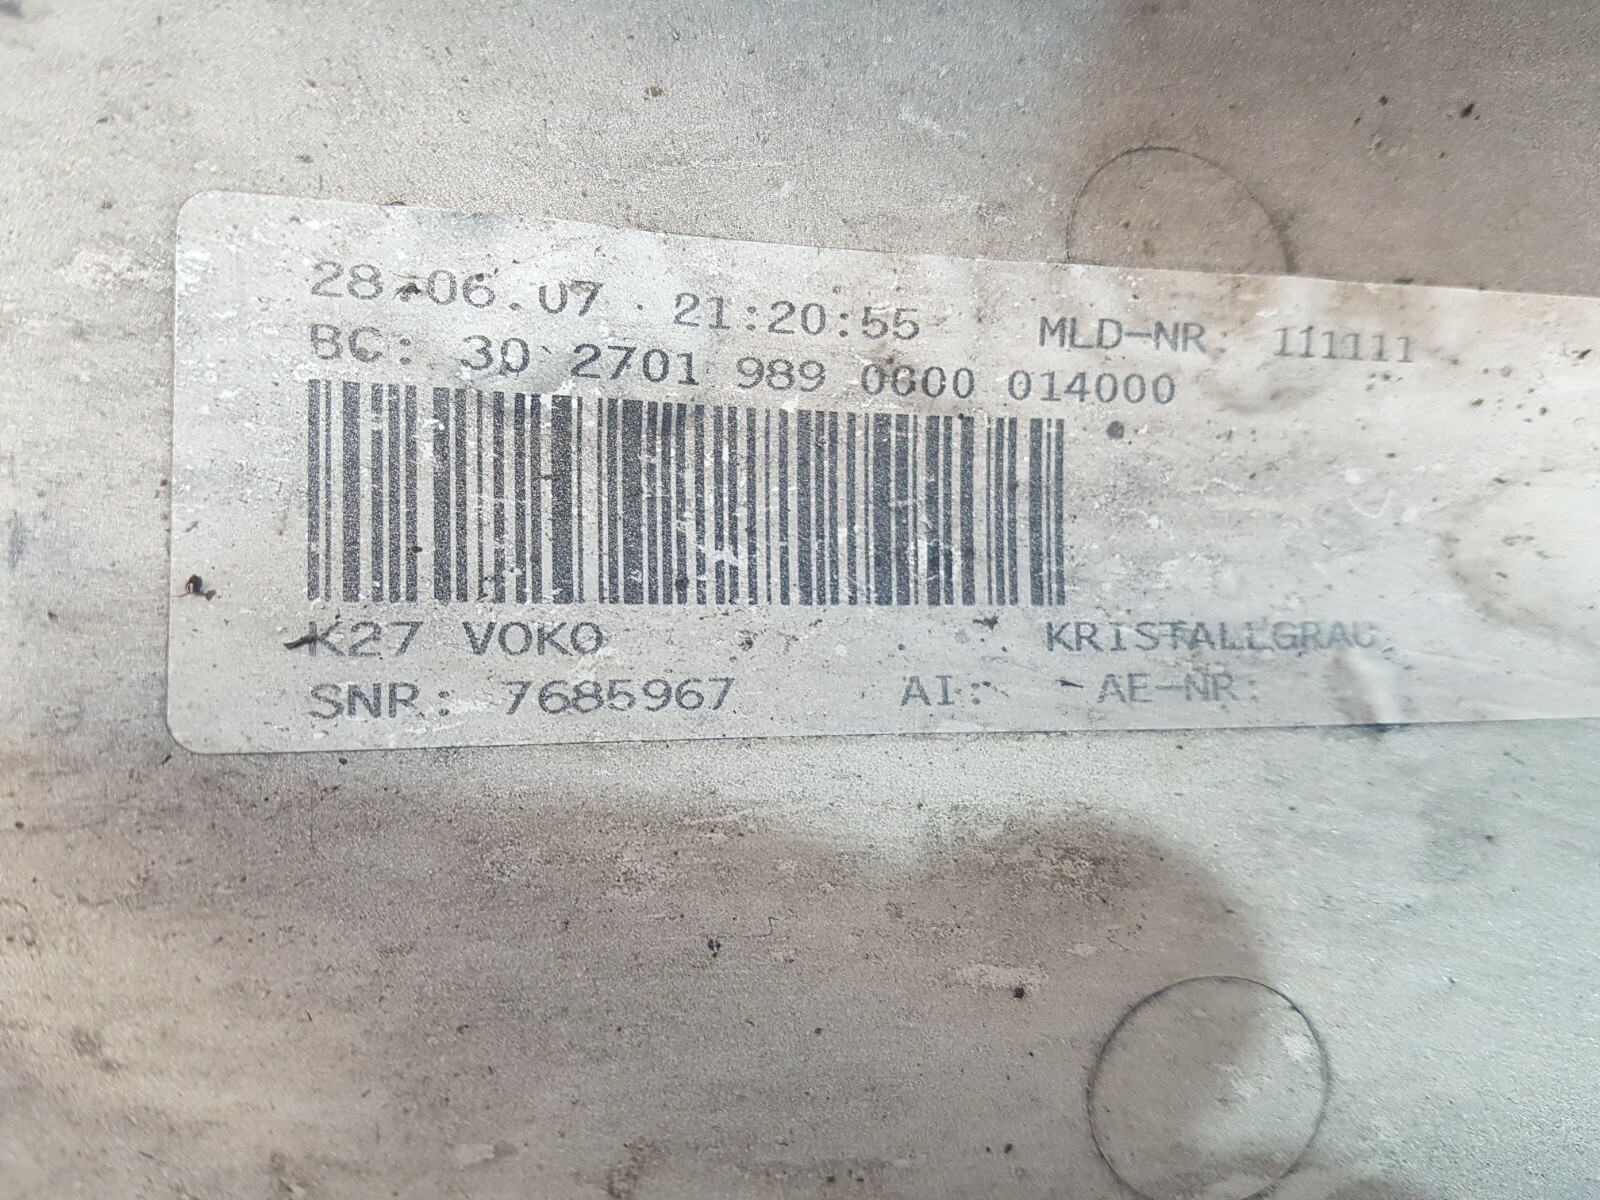 28.06.07 21:20:55 MLD-NR: 111111
BC: 30 2701 989 0600 014000
K27 VOKO KRISTALLGRAU
SNR: 7685967 AI: - AE-NR: